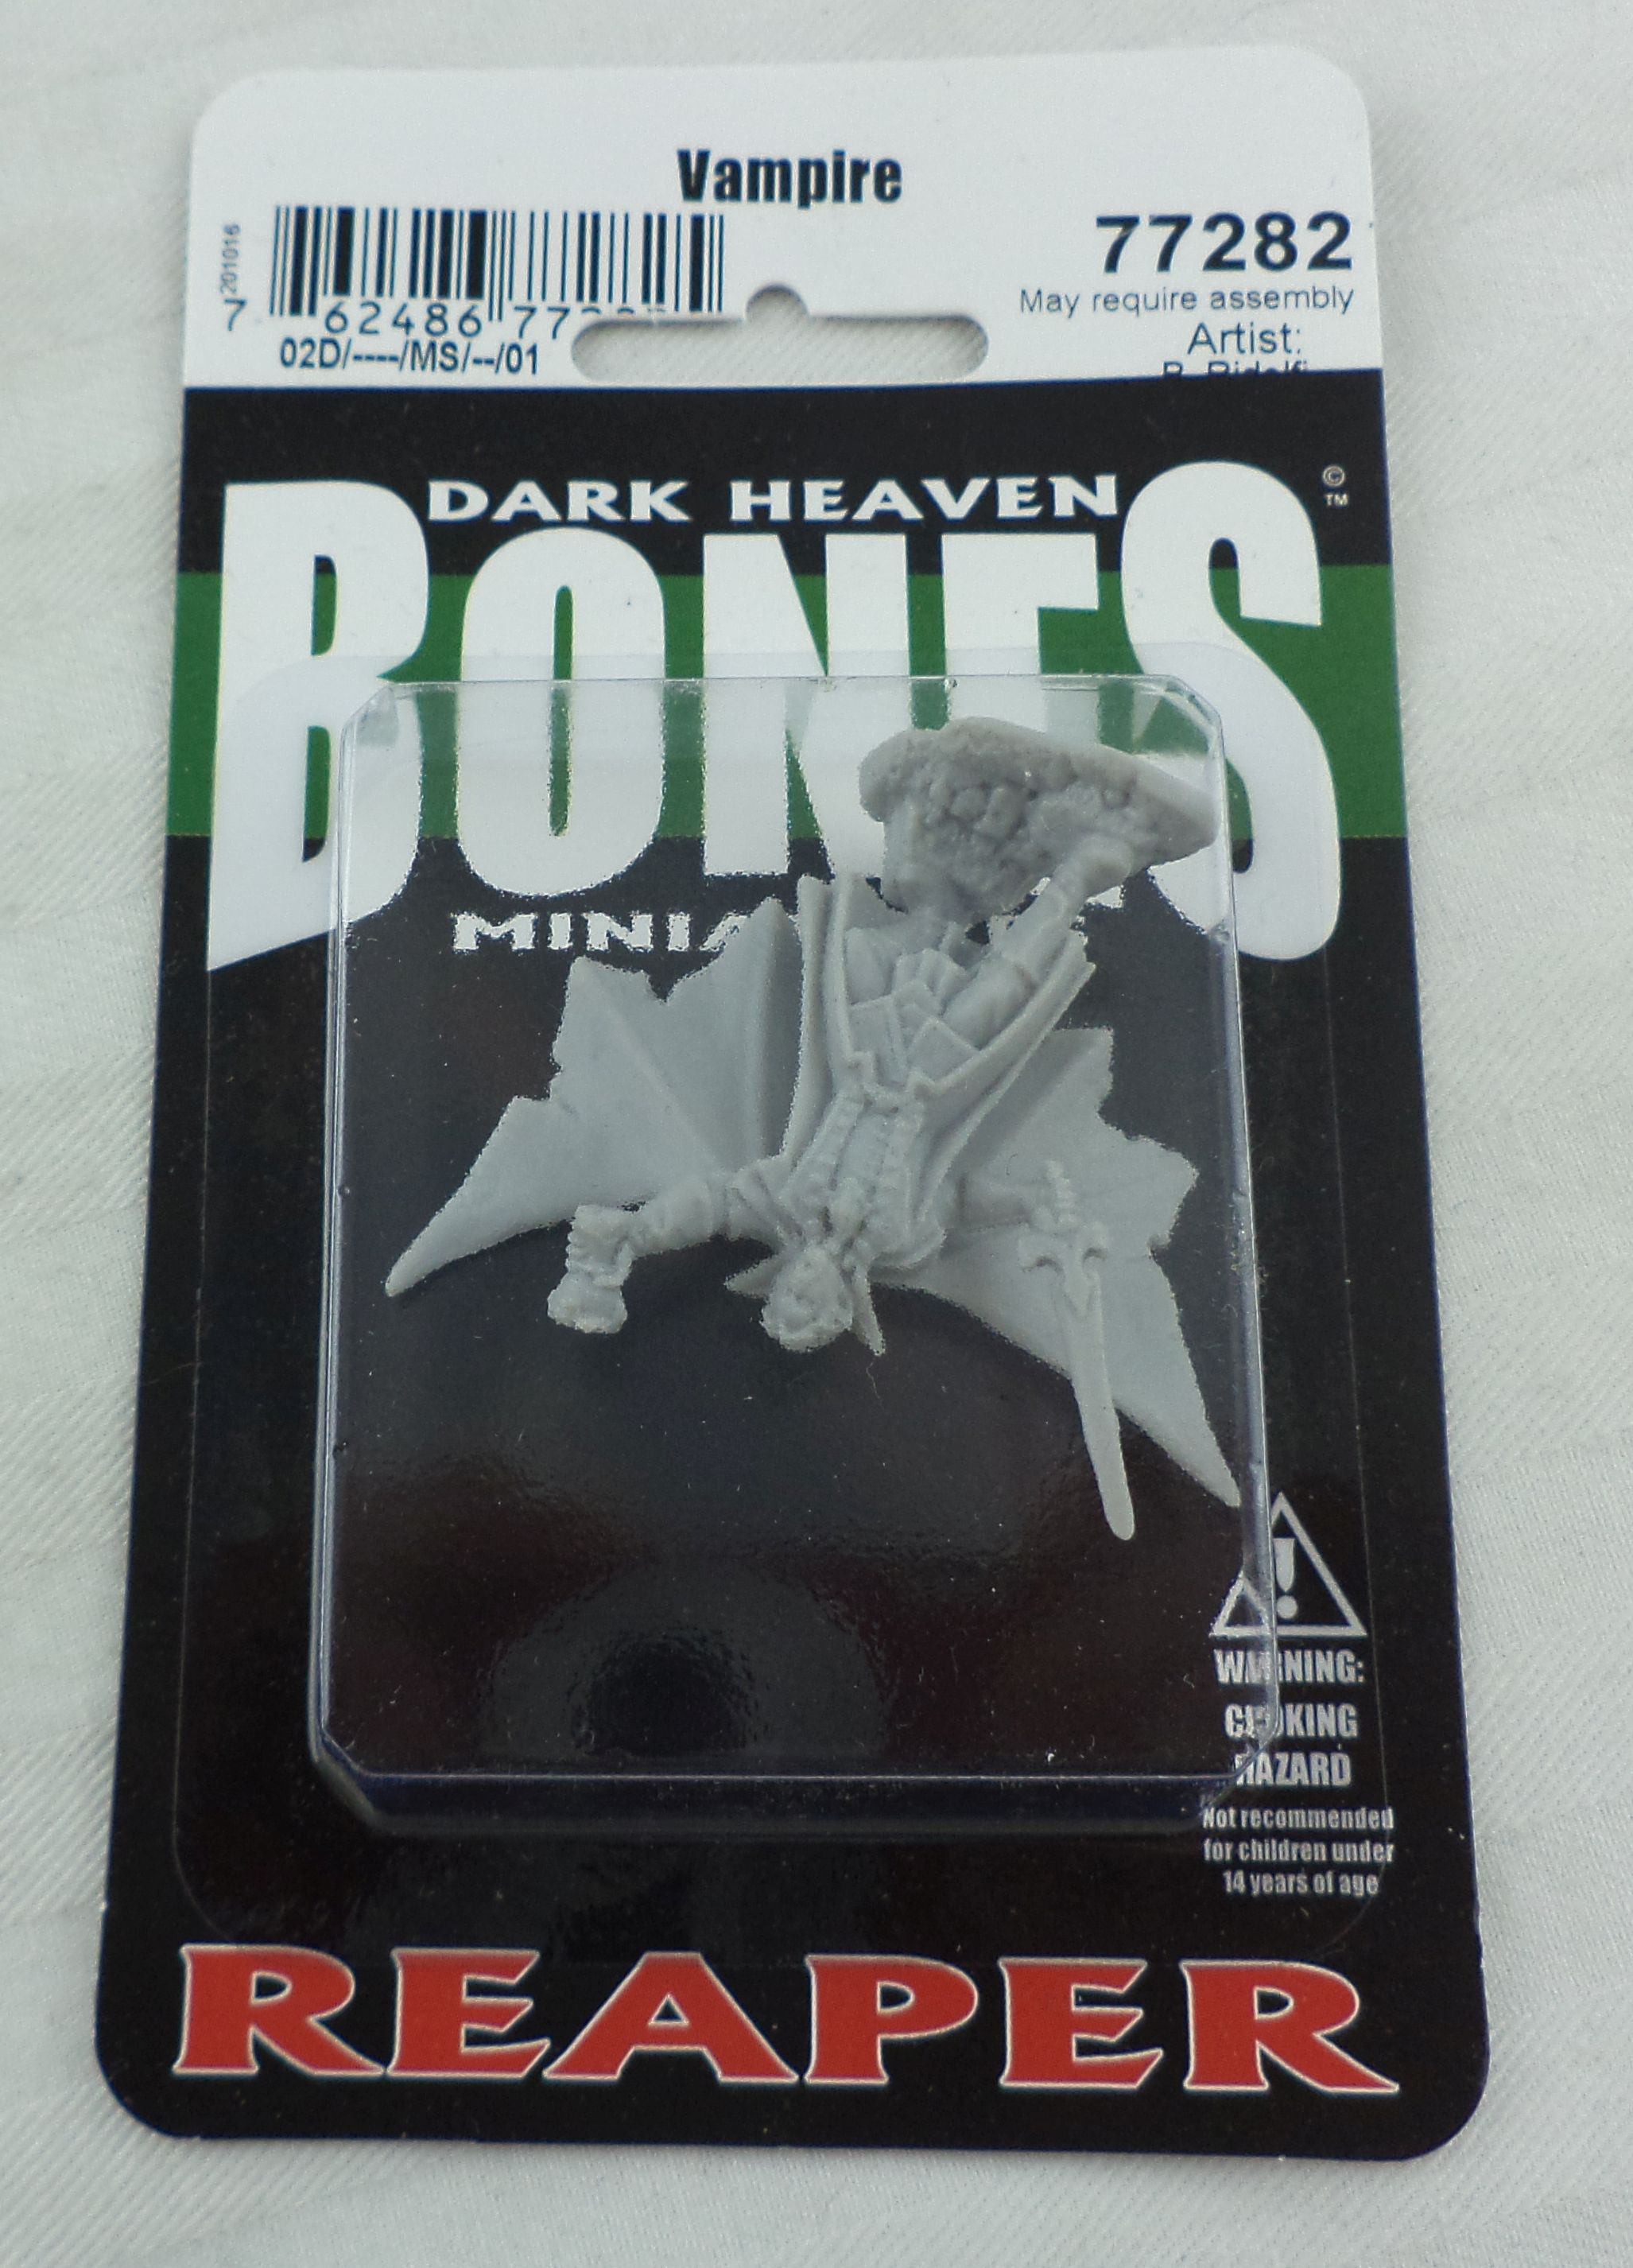 Vampire
201016
77282
May require assembly
7 62486 77
02D/----/MS/--/01
Artist:
DARK HEAVEN
BONES
©
TM
WARNING:
CHOKING
HAZARD
Not recommended
for children under
14 years of age
REAPER